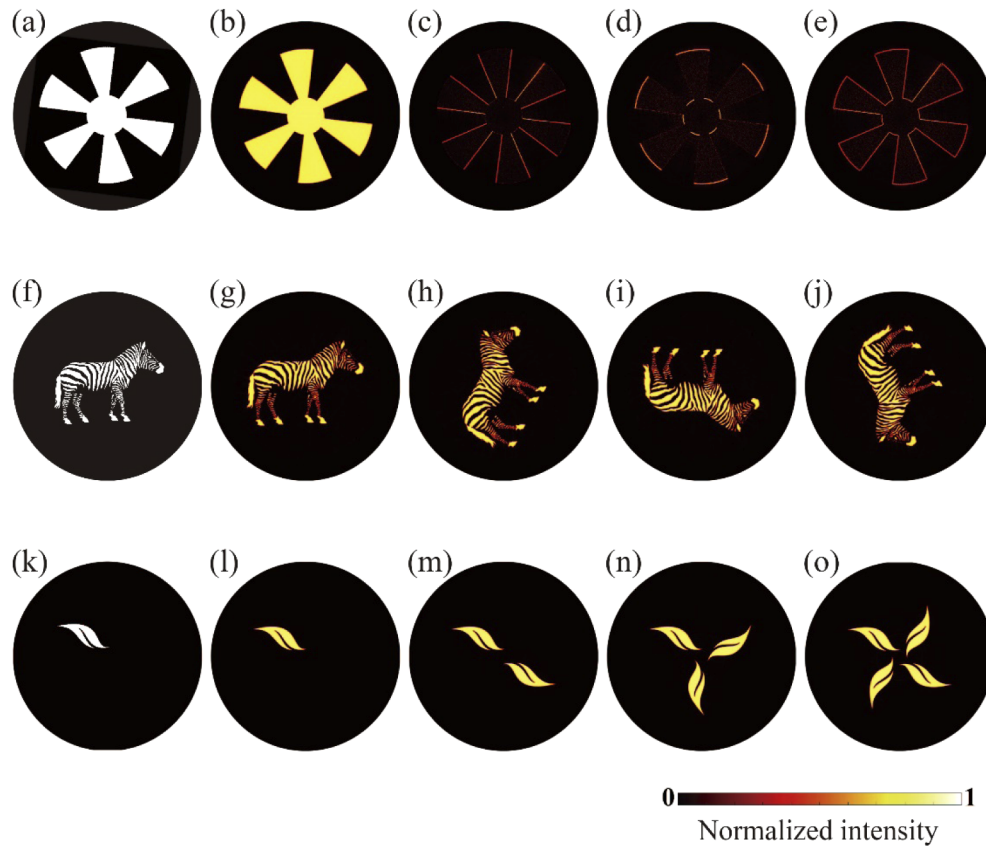 (a) (b) (c) (d) (e)
(f) (g) (h) (i) (j)
(k) (l) (m) (n) (o)
0 1
Normalized intensity